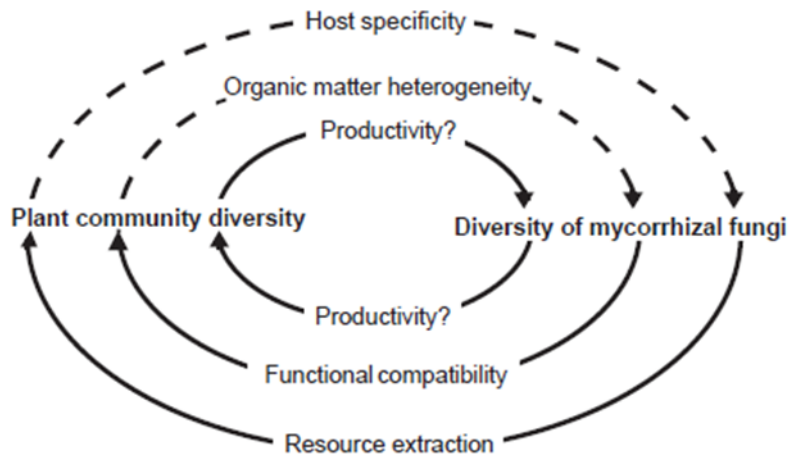 Host specificity
Organic matter heterogeneity
Productivity?
Plant community diversity
Diversity of mycorrhizal fungi
Productivity?
Functional compatibility
Resource extraction